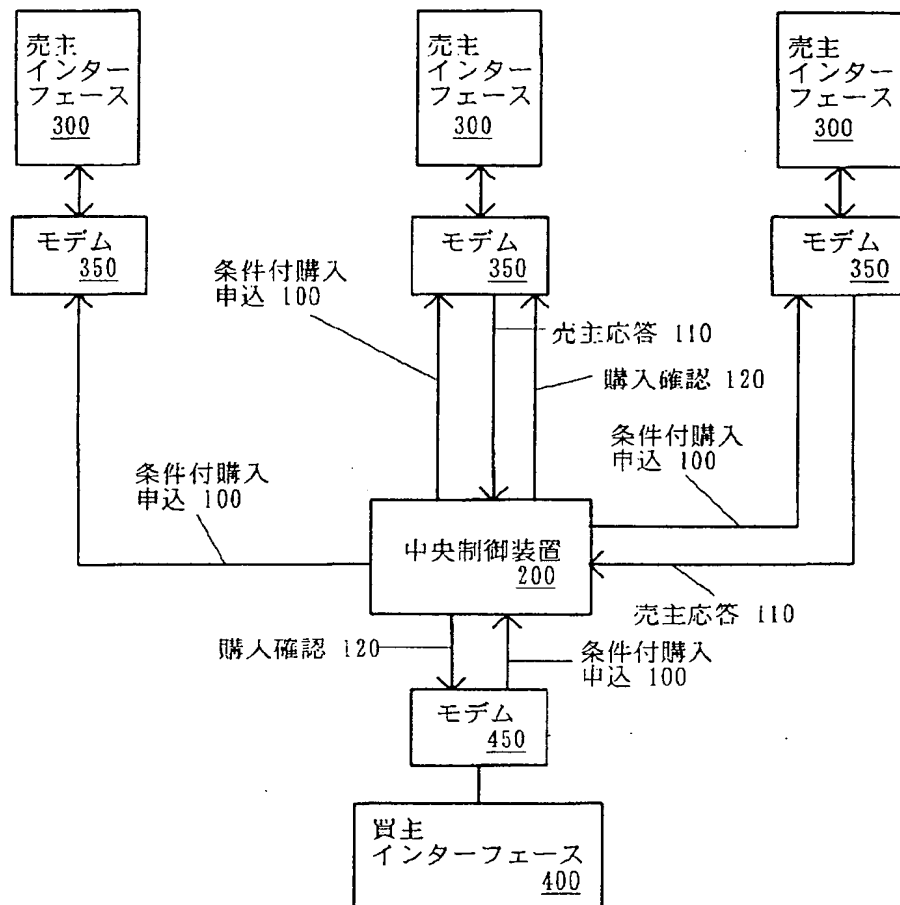 売主
インター
フェース
300
売主
インター
フェース
300
売主
インター
フェース
300
モデム
350
モデム
350
モデム
350
条件付購入
申込 100
売主応答 110
購入確認 120
条件付購入
申込 100
条件付購入
申込 100
中央制御装置
200
売主応答 110
購入確認 120
条件付購入
申込 100
モデム
450
買主
インターフェース
400